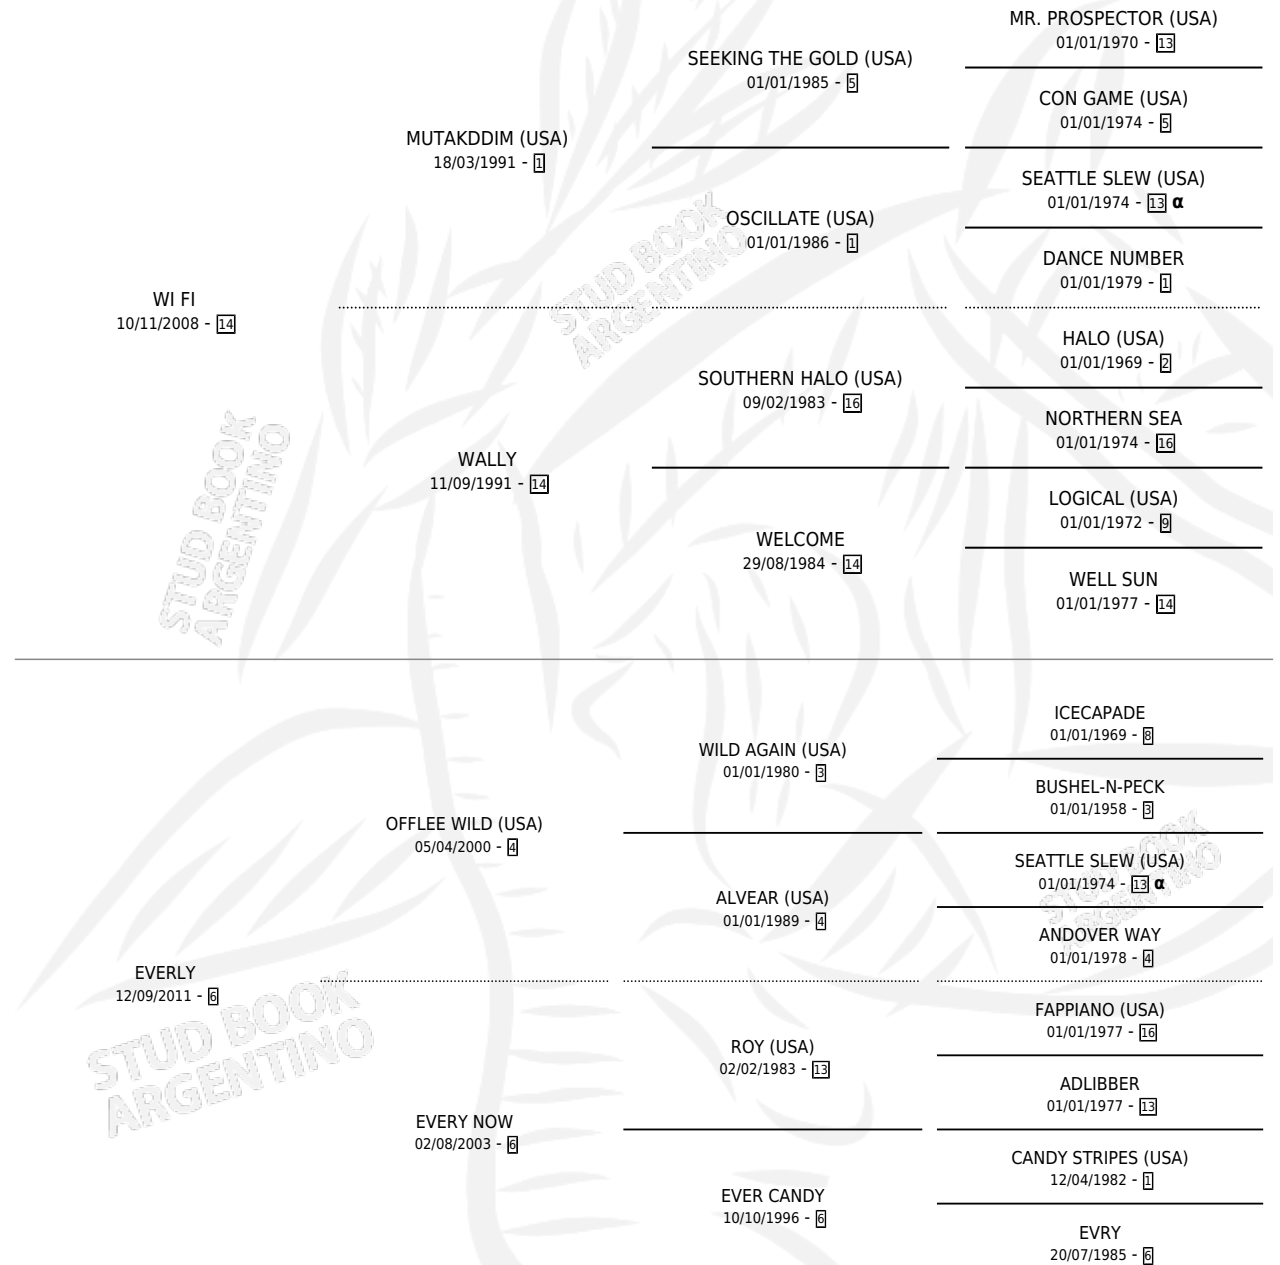 MR. PROSPECTOR (USA)
01/01/1970 - 13
SEEKING THE GOLD (USA)
01/01/1985 - 5
CON GAME (USA)
01/01/1974 - 5
MUTAKDDIM (USA)
18/03/1991 - 1
SEATTLE SLEW (USA)
01/01/1974 - 13 α
OSCILLATE (USA)
01/01/1986 - 1
DANCE NUMBER
01/01/1979 - 1
WI FI
10/11/2008 - 14
HALO (USA)
01/01/1969 - 2
SOUTHERN HALO (USA)
09/02/1983 - 16
NORTHERN SEA
01/01/1974 - 16
WALLY
11/09/1991 - 14
LOGICAL (USA)
01/01/1972 - 9
WELCOME
29/08/1984 - 14
WELL SUN
01/01/1977 - 14
ICECAPADE
01/01/1969 - 8
WILD AGAIN (USA)
01/01/1980 - 3
BUSHEL-N-PECK
01/01/1958 - 3
OFFLEE WILD (USA)
05/04/2000 - 4
SEATTLE SLEW (USA)
01/01/1974 - 13 α
ALVEAR (USA)
01/01/1989 - 4
ANDOVER WAY
01/01/1978 - 4
EVERLY
12/09/2011 - 6
FAPPIANO (USA)
01/01/1977 - 16
ROY (USA)
02/02/1983 - 13
ADLIBBER
01/01/1977 - 13
EVERY NOW
02/08/2003 - 6
CANDY STRIPES (USA)
12/04/1982 - 1
EVER CANDY
10/10/1996 - 6
EVRY
20/07/1985 - 6
STUD BOOK
ARGENTINO
STUD BOOK
ARGENTINO
STUD BOOK
ARGENTINO
STUD BOOK
ARGENTINO